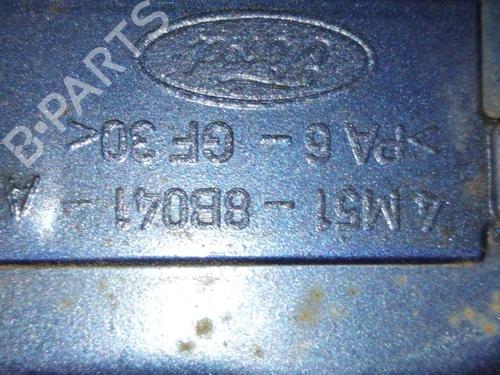 Ford
>PA 6 - GF 30<
4M51 - 8B041 - A
B-PARTS